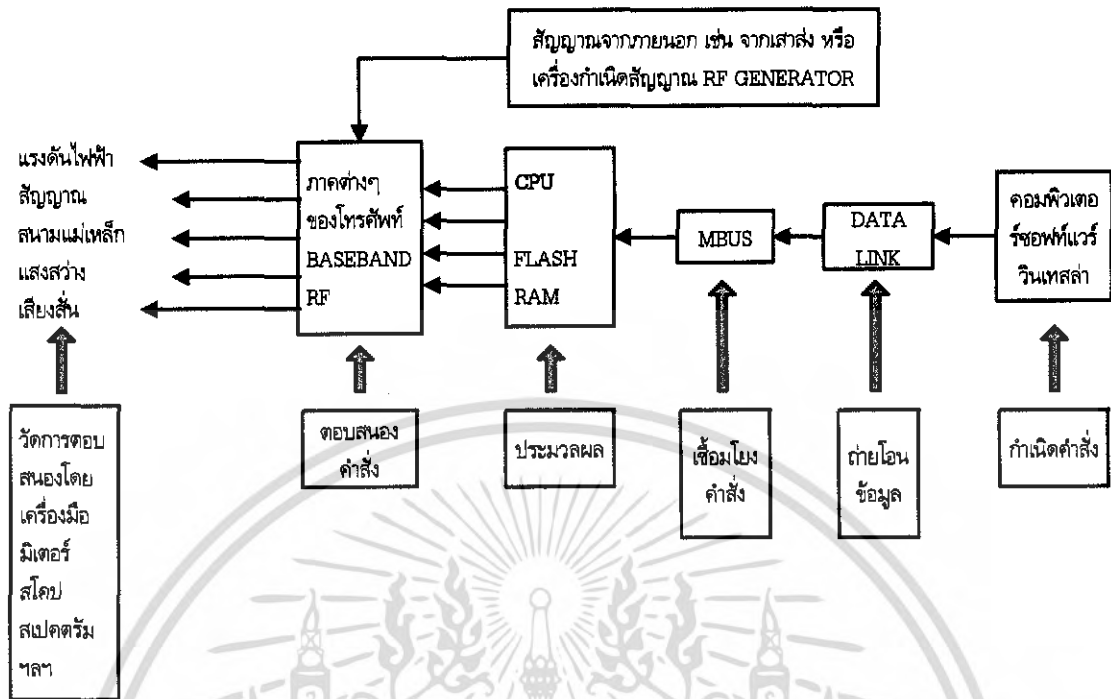 สัญญาณจากภายนอก เช่น จากเสาส่ง หรือ
เครื่องกำเนิดสัญญาณ RF GENERATOR
แรงดันไฟฟ้า
สัญญาณ
สนามแม่เหล็ก
แสงสว่าง
เสียงสั่น
ภาคต่างๆ
ของโทรศัพท์
BASEBAND
RF
CPU
FLASH
RAM
MBUS
DATA
LINK
คอมพิวเตอ
ร์ซอฟท์แวร์
วินเทสล่า
วัดการตอบ
สนองโดย
เครื่องมือ
มิเตอร์
สโคป
สเปคตรัม
ฯลฯ
ตอบสนอง
คำสั่ง
ประมวลผล
เชื้อมโยง
คำสั่ง
ถ่ายโอน
ข้อมูล
กำเนิดคำสั่ง